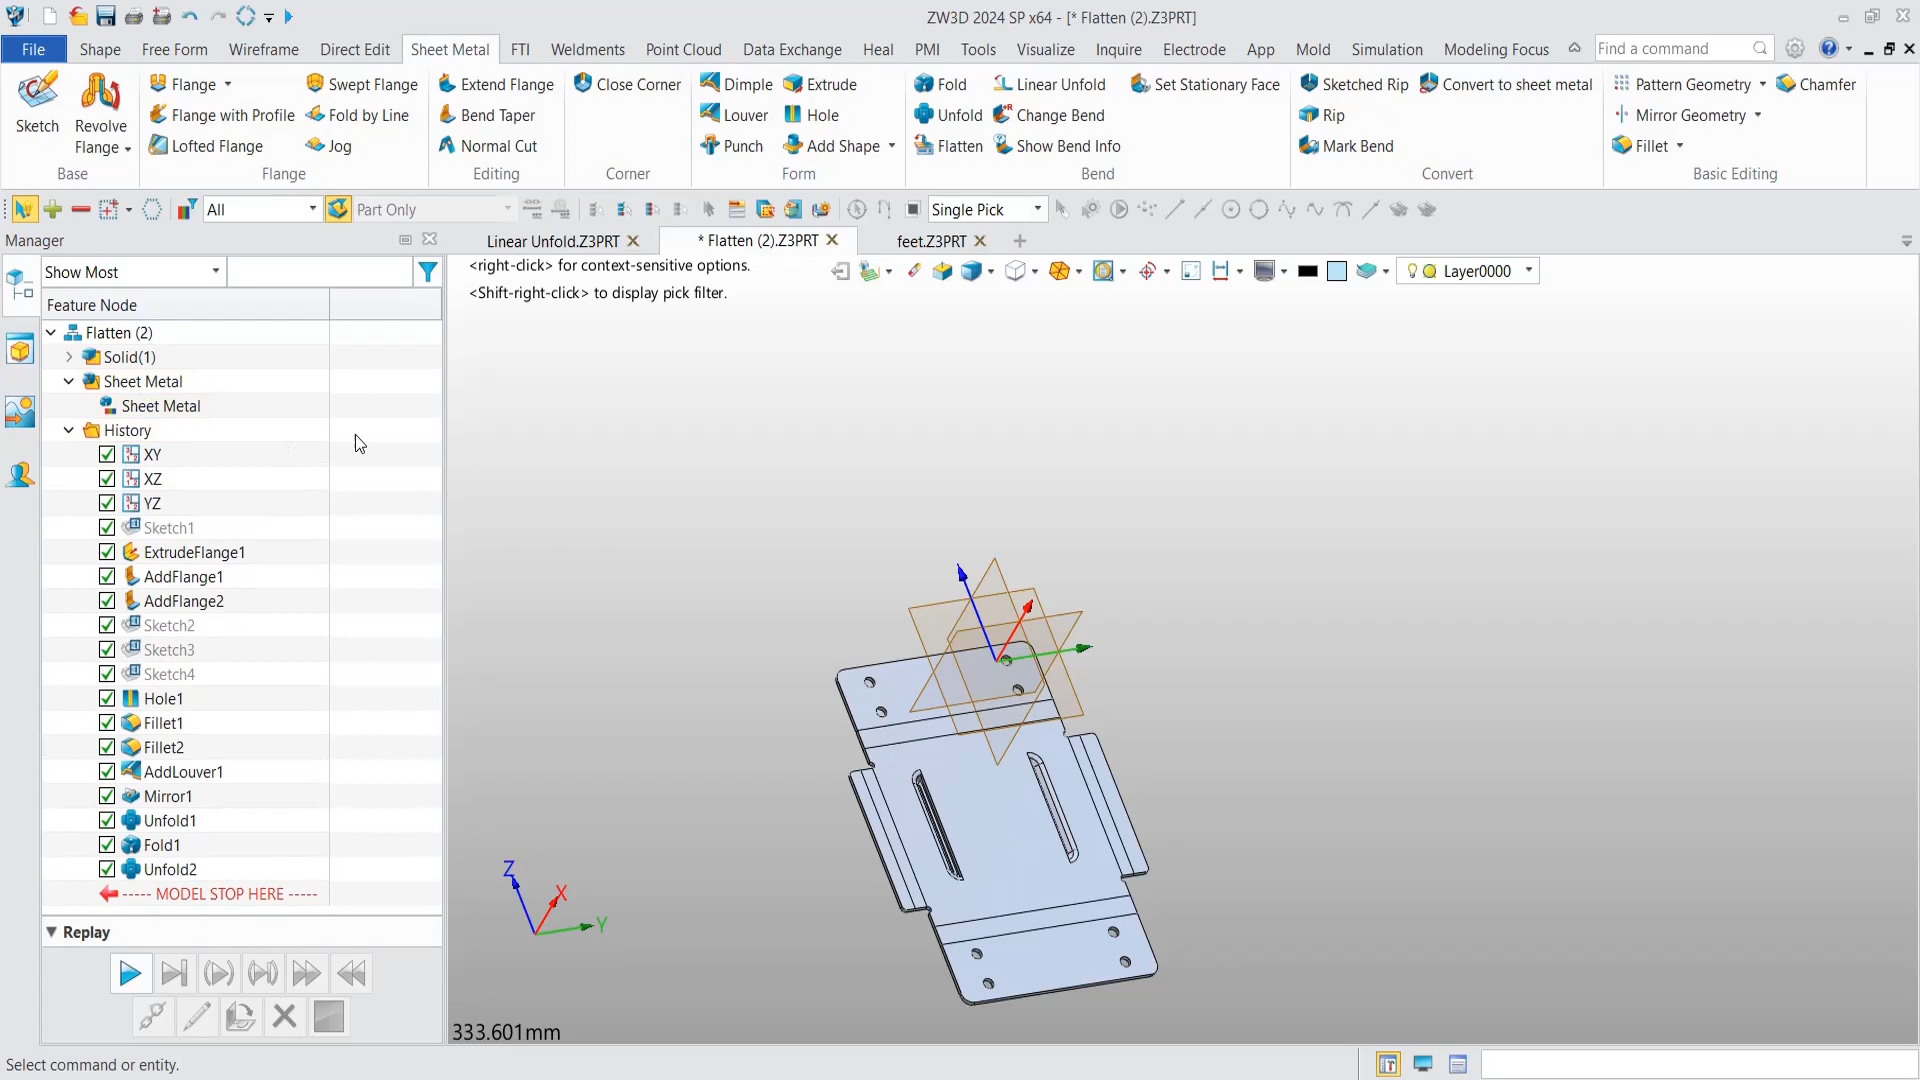 ZW3D 2024 SP x64 - [* Flatten (2).Z3PRT]
File Shape Free Form Wireframe Direct Edit Sheet Metal FTI Weldments Point Cloud Data Exchange Heal PMI Tools Visualize Inquire Electrode App Mold Simulation Modeling Focus Find a command
Sketch
Revolve
Flange
Base
Flange Swept Flange
Flange with Profile Fold by Line
Lofted Flange Jog
Flange
Extend Flange
Bend Taper
Normal Cut
Editing
Close Corner
Corner
Dimple Extrude
Louver Hole
Punch Add Shape
Form
Fold Linear Unfold Set Stationary Face
Unfold Change Bend
Flatten Show Bend Info
Bend
Sketched Rip Convert to sheet metal
Rip
Mark Bend
Convert
Pattern Geometry Chamfer
Mirror Geometry
Fillet
Basic Editing
All Part Only Single Pick
Manager
Linear Unfold.Z3PRT * Flatten (2).Z3PRT feet.Z3PRT
<right-click> for context-sensitive options.
<Shift-right-click> to display pick filter.
Layer0000
Show Most
Feature Node
Flatten (2)
Solid(1)
Sheet Metal
Sheet Metal
History
XY
XZ
YZ
Sketch1
ExtrudeFlange1
AddFlange1
AddFlange2
Sketch2
Sketch3
Sketch4
Hole1
Fillet1
Fillet2
AddLouver1
Mirror1
Unfold1
Fold1
Unfold2
----- MODEL STOP HERE -----
Replay
Z
X
Y
333.601mm
Select command or entity.